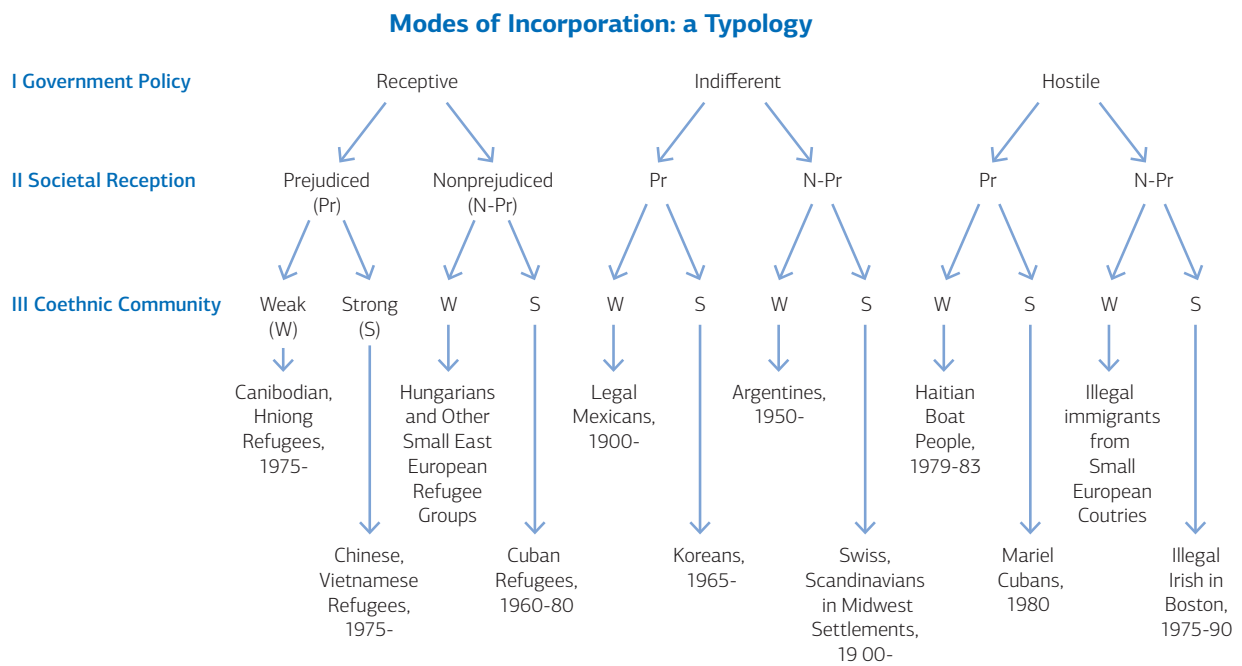 Modes of Incorporation: a Typology
I Government Policy
Receptive
Indifferent
Hostile
II Societal Reception
Prejudiced
(Pr)
Nonprejudiced
(N-Pr)
Pr
N-Pr
Pr
N-Pr
III Coethnic Community
Weak
(W)
Strong
(S)
W
S
W
S
W
S
W
S
W
S
Canibodian,
Hniong
Refugees,
1975-
Hungarians
and Other
Small East
European
Refugee
Groups
Legal
Mexicans,
1900-
Argentines,
1950-
Haitian
Boat
People,
1979-83
Illegal
immigrants
from
Small
European
Coutries
Chinese,
Vietnamese
Refugees,
1975-
Cuban
Refugees,
1960-80
Koreans,
1965-
Swiss,
Scandinavians
in Midwest
Settlements,
19 00-
Mariel
Cubans,
1980
Illegal
Irish in
Boston,
1975-90